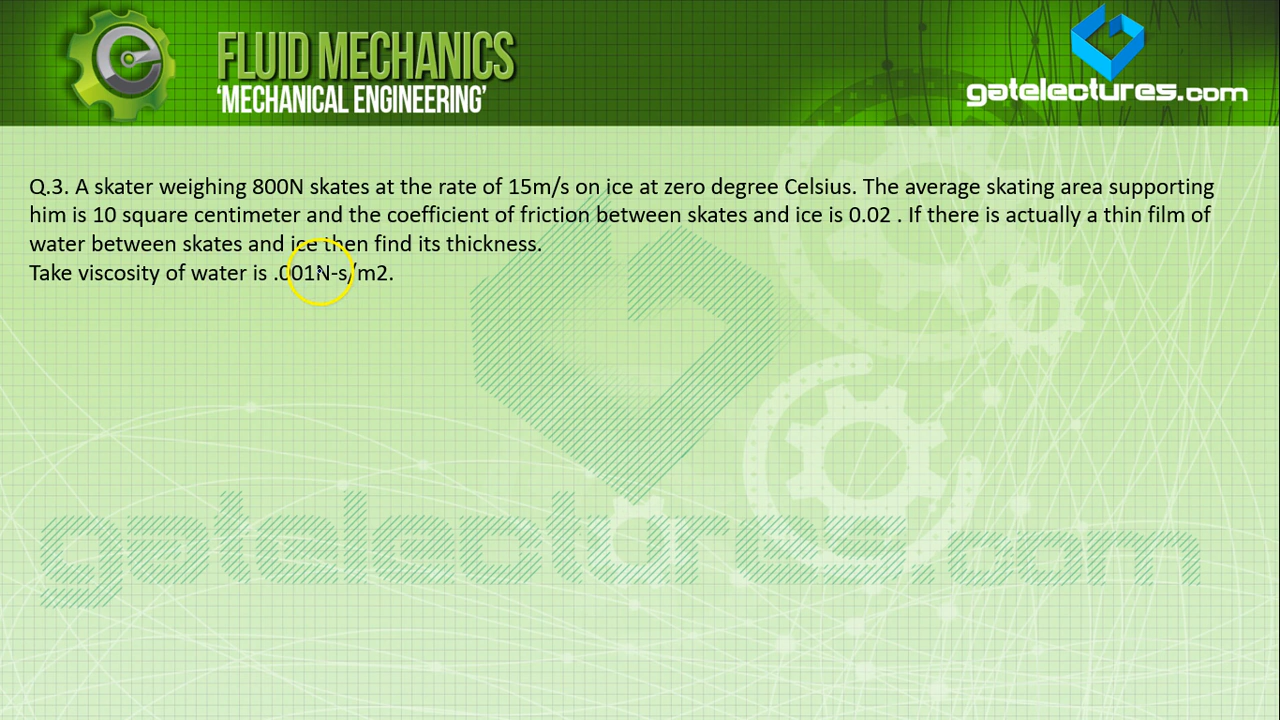 FLUID MECHANICS
'MECHANICAL ENGINEERING'
gatelectures.com
Q.3. A skater weighing 800N skates at the rate of 15m/s on ice at zero degree Celsius. The average skating area supporting
him is 10 square centimeter and the coefficient of friction between skates and ice is 0.02 . If there is actually a thin film of
water between skates and ice then find its thickness.
Take viscosity of water is .001N-s/m2.
gatelectures.com